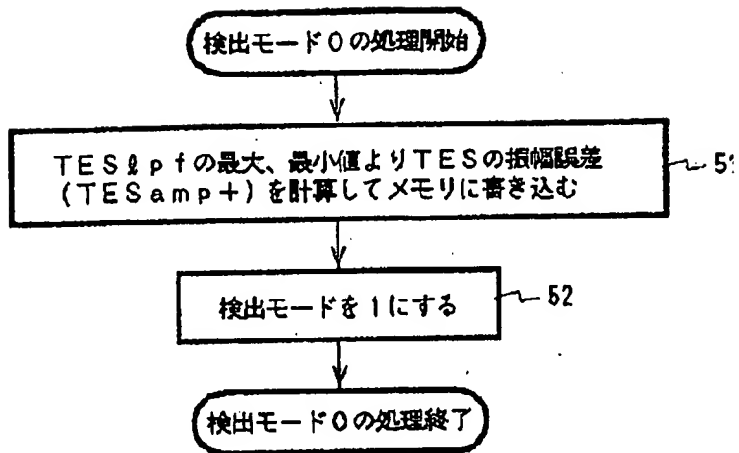 検出モード0の処理開始
TESℓpfの最大、最小値よりTESの振幅誤差
(TESamp+)を計算してメモリに書き込む
検出モードを1にする
52
検出モード0の処理終了